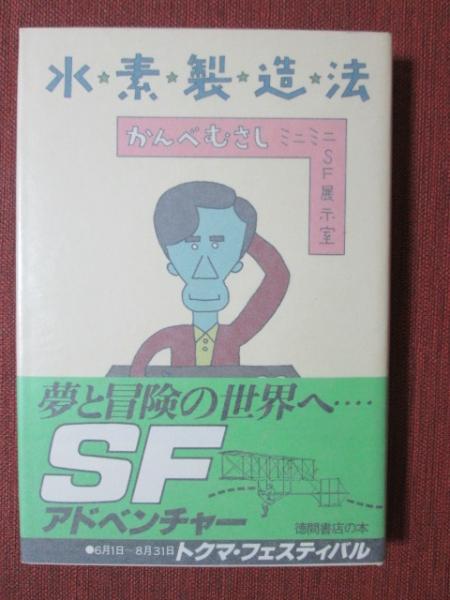 水★素★製★造★法
かんべむさし ミニミニ
SF展示室
夢と冒険の世界へ‥‥
SF
アドベンチャー
徳間書店の本
●6月1日〜8月31日 トクマ・フェスティバル